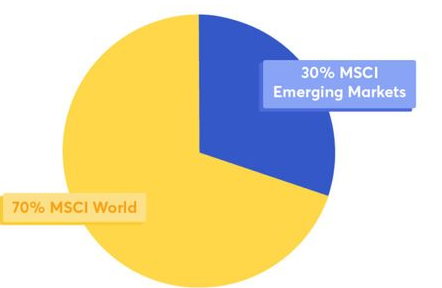 30% MSCI
Emerging Markets
70% MSCI World